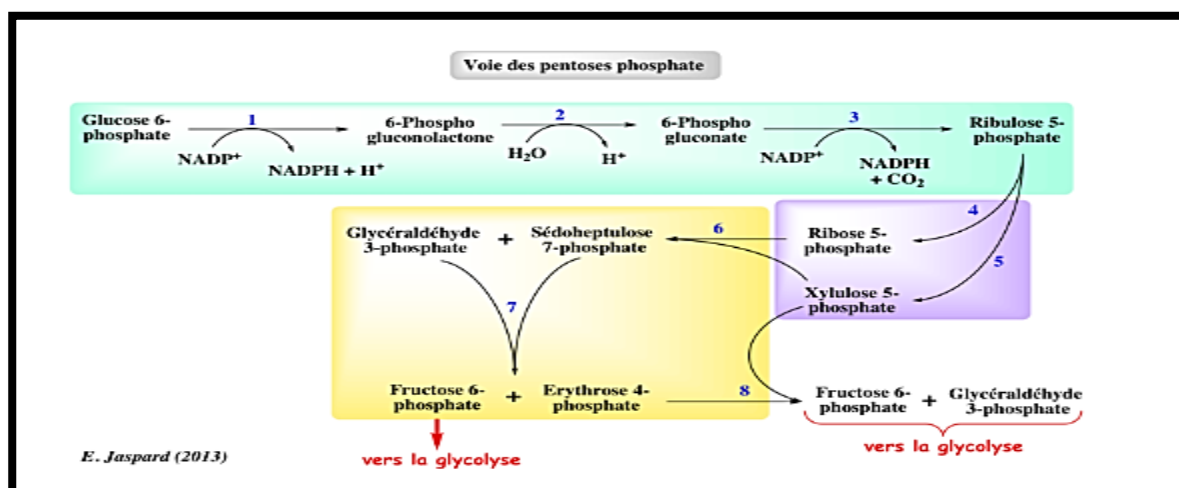 Voie des pentoses phosphate
Glucose 6-
phosphate
1
NADP⁺
NADPH + H⁺
6-Phospho
gluconolactone
2
H₂O
H⁺
6-Phospho
gluconate
3
NADP⁺
NADPH
+ CO₂
Ribulose 5-
phosphate
4
5
Ribose 5-
phosphate
Xylulose 5-
phosphate
6
Glycéraldéhyde
3-phosphate
+
Sédoheptulose
7-phosphate
7
Fructose 6-
phosphate
+
Erythrose 4-
phosphate
8
Fructose 6-
phosphate
+
Glycéraldéhyde
3-phosphate
vers la glycolyse
vers la glycolyse
E. Jaspard (2013)